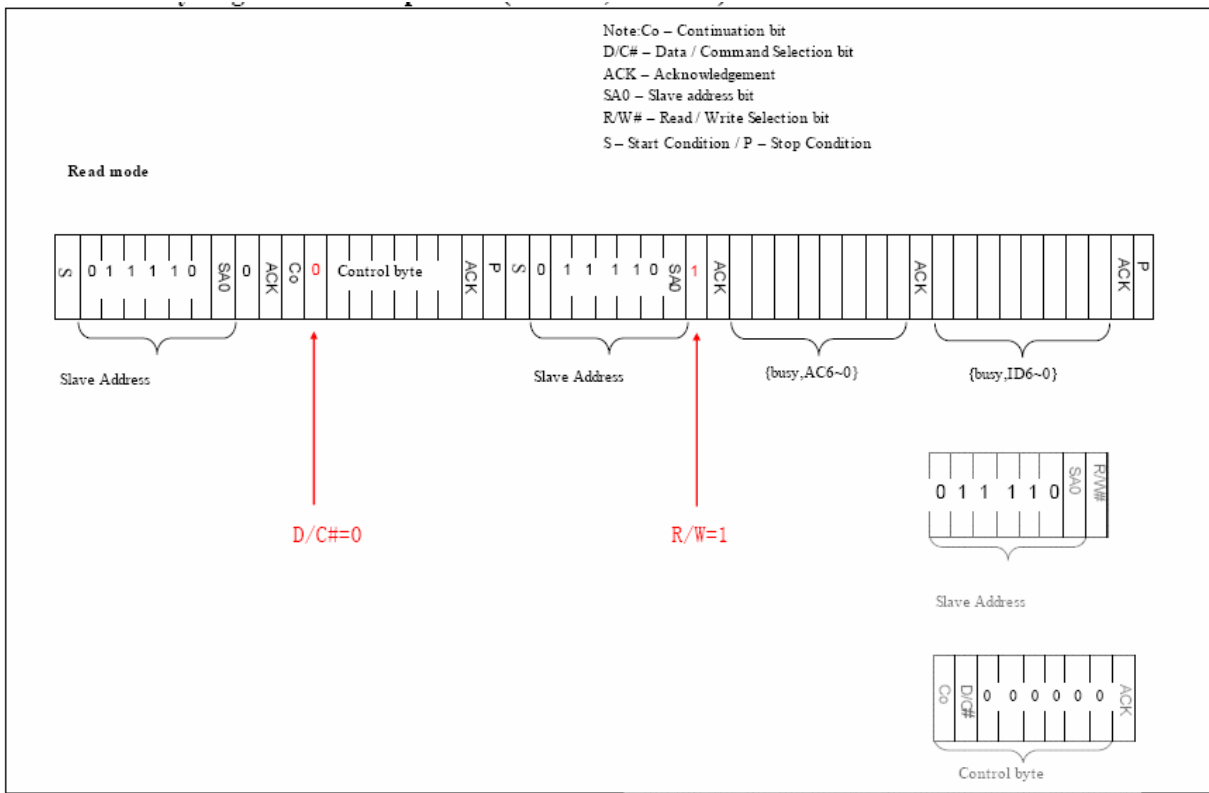 Note:Co – Continuation bit
D/C# – Data / Command Selection bit
ACK – Acknowledgement
SA0 – Slave address bit
R/W# – Read / Write Selection bit
S – Start Condition / P – Stop Condition
Read mode
S 0 1 1 1 1 0 SA0 0 ACK Co 0 Control byte ACK P S 0 1 1 1 1 0 SA0 1 ACK ACK ACK P
Slave Address
Slave Address
{busy,AC6~0}
{busy,ID6~0}
D/C#=0
R/W=1
0 1 1 1 1 0 SA0 R/W#
Slave Address
Co D/C# 0 0 0 0 0 0 ACK
Control byte